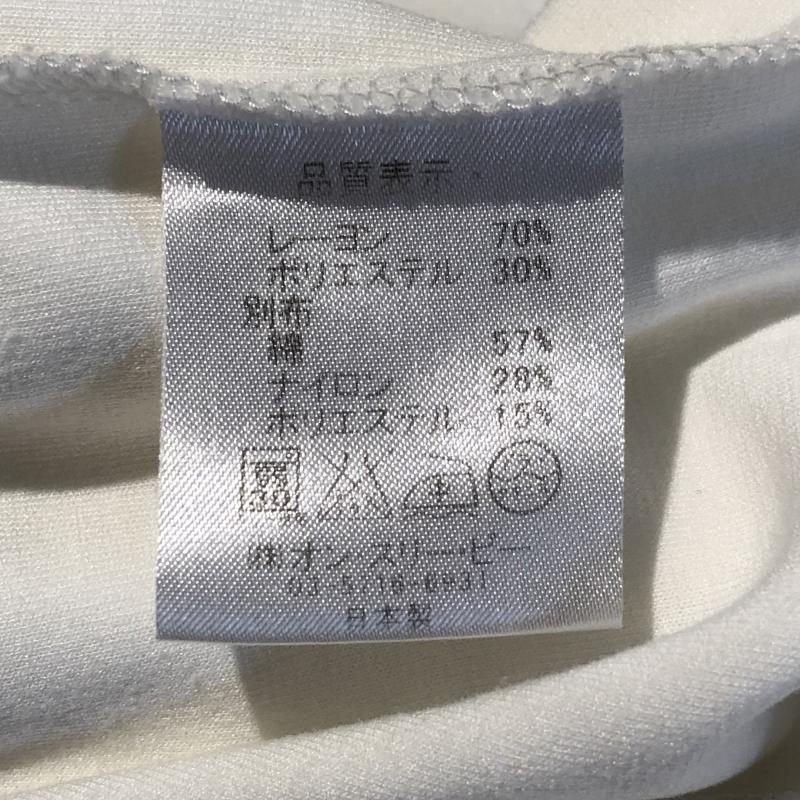 品質表示
レーヨン 70%
ポリエステル 30%
別布
綿 57%
ナイロン 28%
ポリエステル 15%
㈱オン・スリー・ビー
日本製